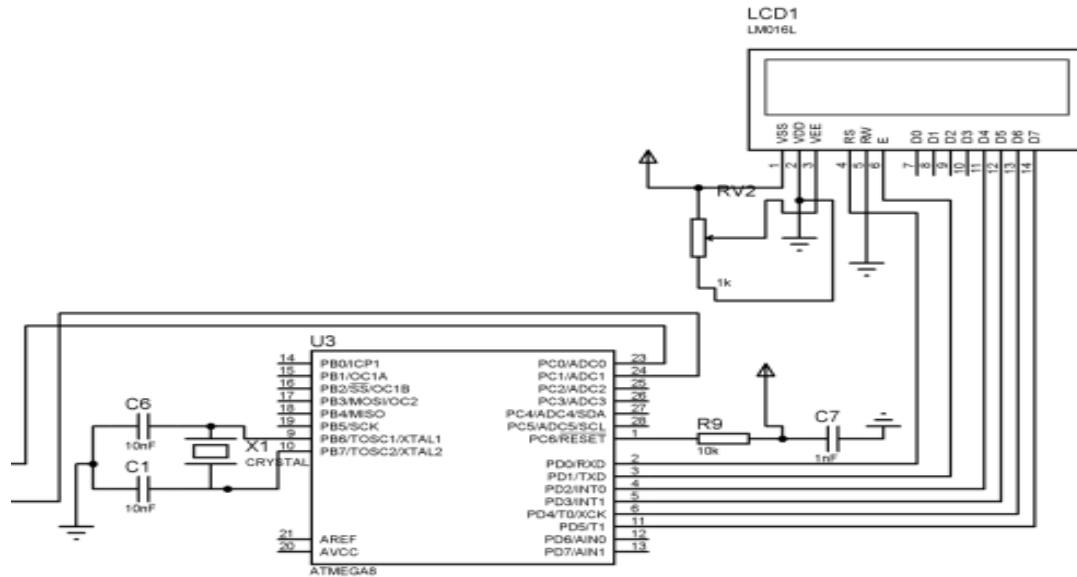 LCD1
LM016L
VSS VDD VEE RS RW E D0 D1 D2 D3 D4 D5 D6 D7
1 2 3 4 5 6 7 8 9 10 11 12 13 14
RV2
1k
U3
14 PB0/ICP1 PC0/ADC0 23
15 PB1/OC1A PC1/ADC1 24
16 PB2/SS/OC1B PC2/ADC2 25
17 PB3/MOSI/OC2 PC3/ADC3 26
18 PB4/MISO PC4/ADC4/SDA 27
19 PB5/SCK PC5/ADC5/SCL 28
9 PB6/TOSC1/XTAL1 PC6/RESET 1
10 PB7/TOSC2/XTAL2
PD0/RXD 2
PD1/TXD 3
PD2/INT0 4
PD3/INT1 5
PD4/T0/XCK 6
PD5/T1 11
21 AREF PD6/AIN0 12
20 AVCC PD7/AIN1 13
ATMEGA8
C6
10nF
X1
CRYSTAL
C1
10nF
R9
10k
C7
1nF